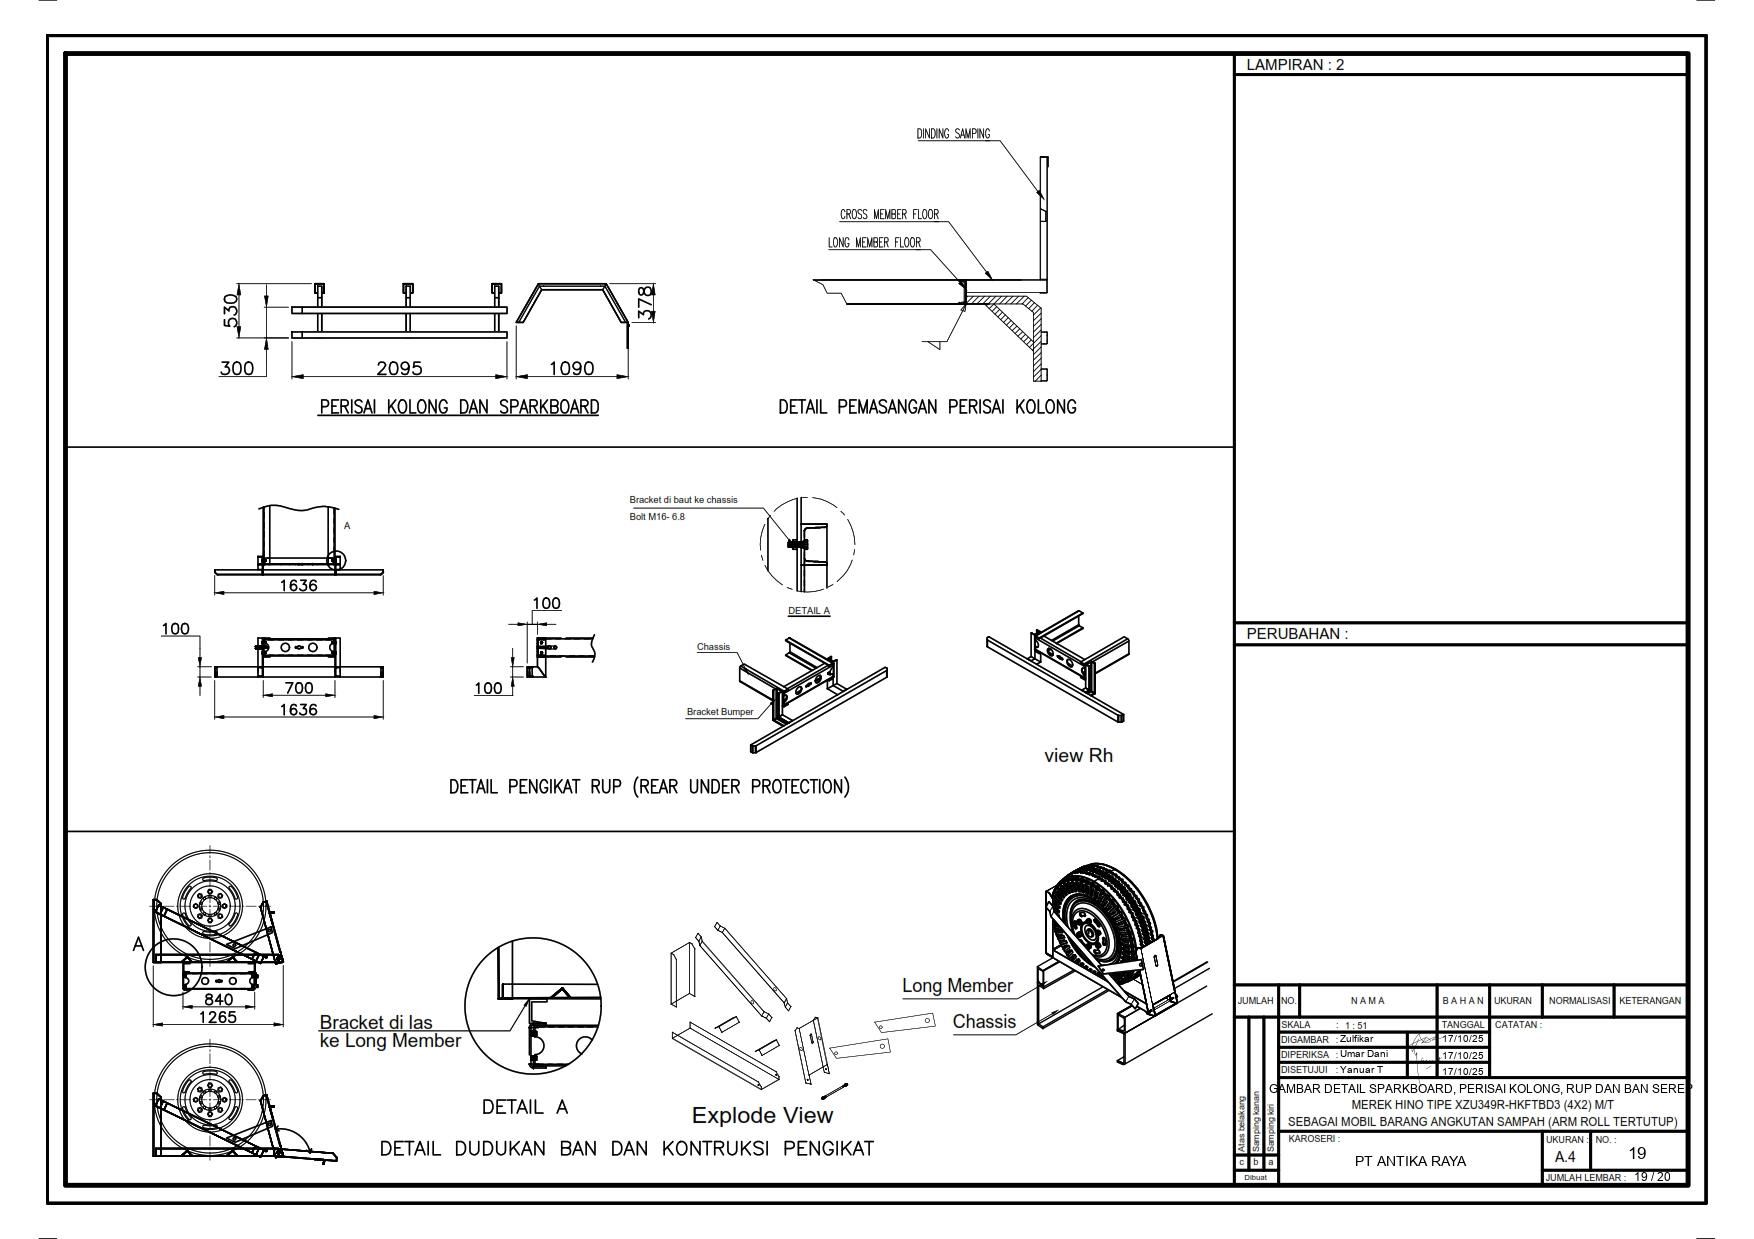 LAMPIRAN : 2
DINDING SAMPING
CROSS MEMBER FLOOR
LONG MEMBER FLOOR
530
378
300
2095
1090
PERISAI KOLONG DAN SPARKBOARD
DETAIL PEMASANGAN PERISAI KOLONG
Bracket di baut ke chassis
Bolt M16- 6.8
A
1636
DETAIL A
100
100
100
700
1636
Chassis
Bracket Bumper
view Rh
DETAIL PENGIKAT RUP (REAR UNDER PROTECTION)
PERUBAHAN :
A
840
1265
Bracket di las
ke Long Member
DETAIL A
Explode View
Long Member
Chassis
DETAIL DUDUKAN BAN DAN KONTRUKSI PENGIKAT
JUMLAH NO. N A M A B A H A N UKURAN NORMALISASI KETERANGAN
SKALA : 1 : 51 TANGGAL CATATAN :
DIGAMBAR : Zulfikar 17/10/25
DIPERIKSA : Umar Dani 17/10/25
DISETUJUI : Yanuar T 17/10/25
GAMBAR DETAIL SPARKBOARD, PERISAI KOLONG, RUP DAN BAN SEREP
MEREK HINO TIPE XZU349R-HKFTBD3 (4X2) M/T
SEBAGAI MOBIL BARANG ANGKUTAN SAMPAH (ARM ROLL TERTUTUP)
Atas belakang
Samping kanan
Samping kiri
c b a
Dibuat
KAROSERI :
PT ANTIKA RAYA
UKURAN : NO. :
A.4 19
JUMLAH LEMBAR : 19 / 20